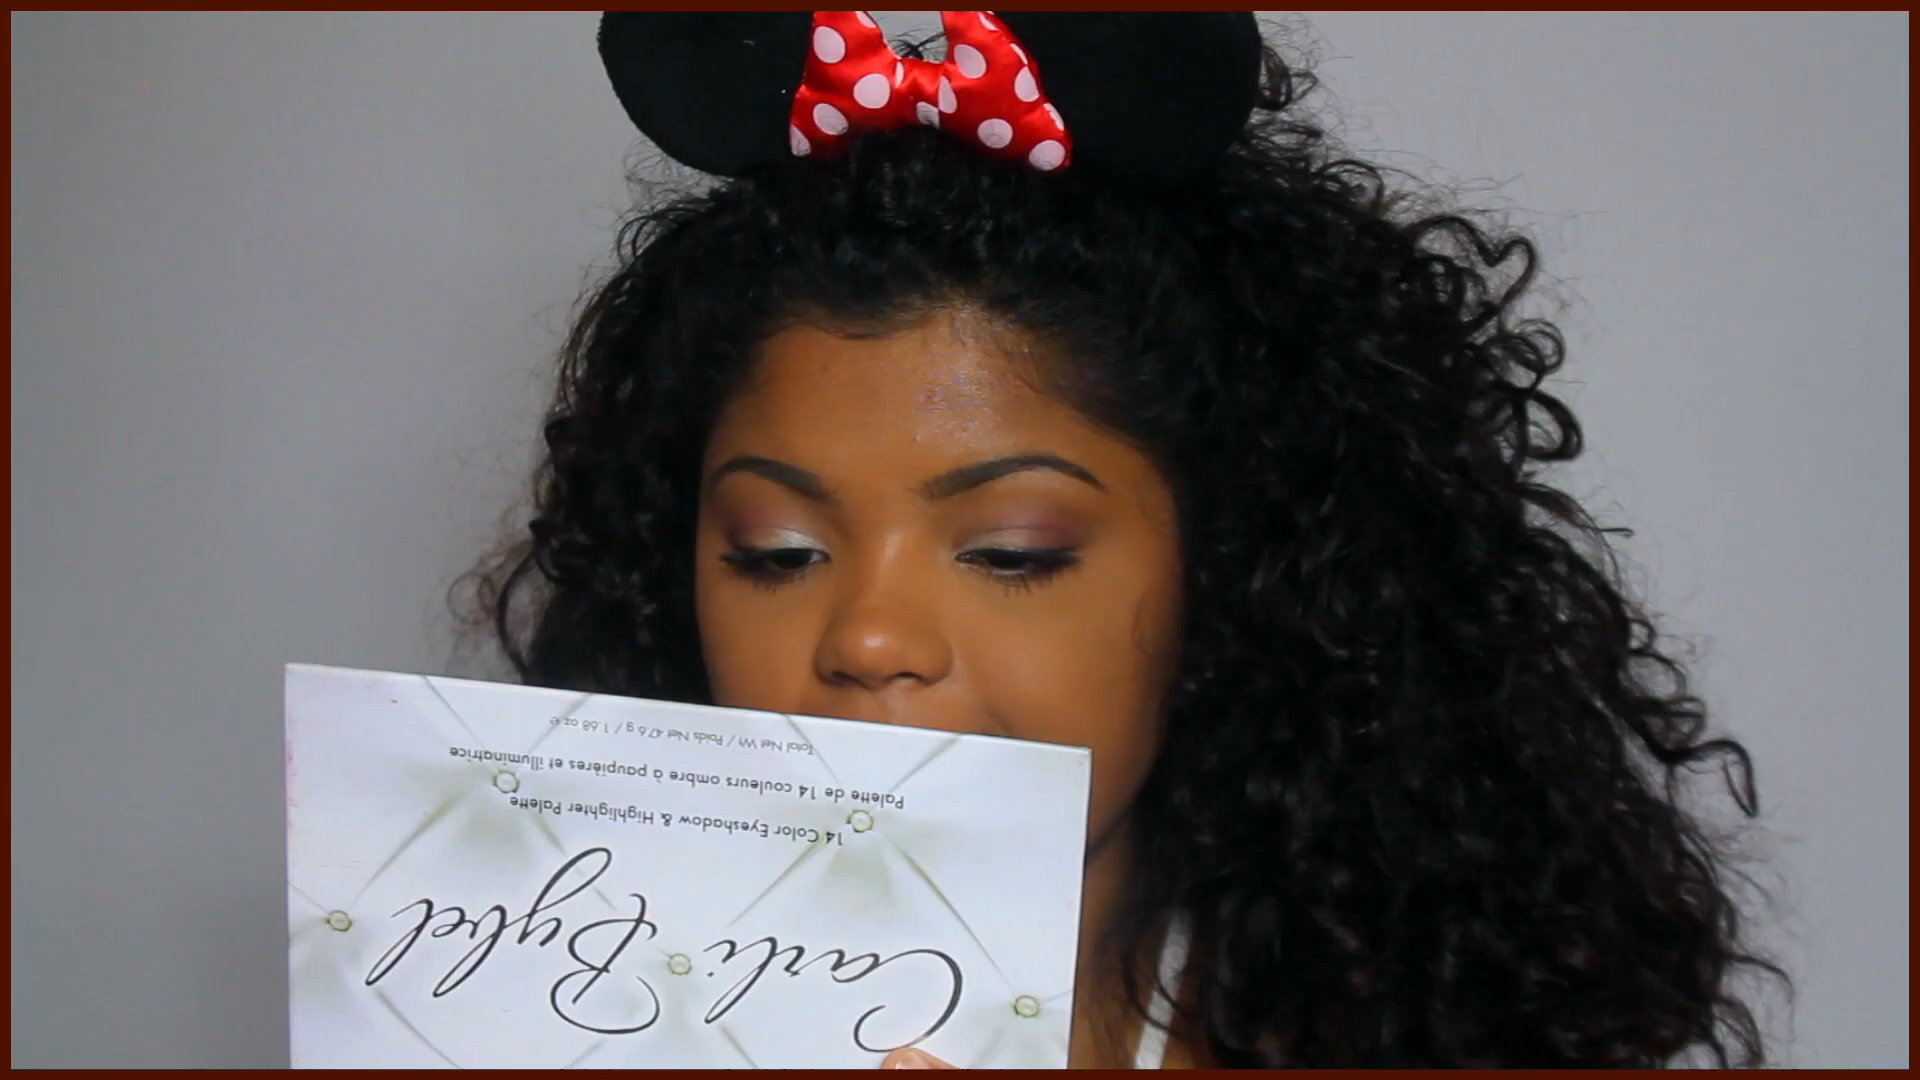 Carli Bybel
14 Color Eyeshadow & Highlighter Palette
Palette de 14 couleurs ombre à paupières et illuminatrice
Total Net Wt / Poids Net 47.6 g / 1.68 oz ℮